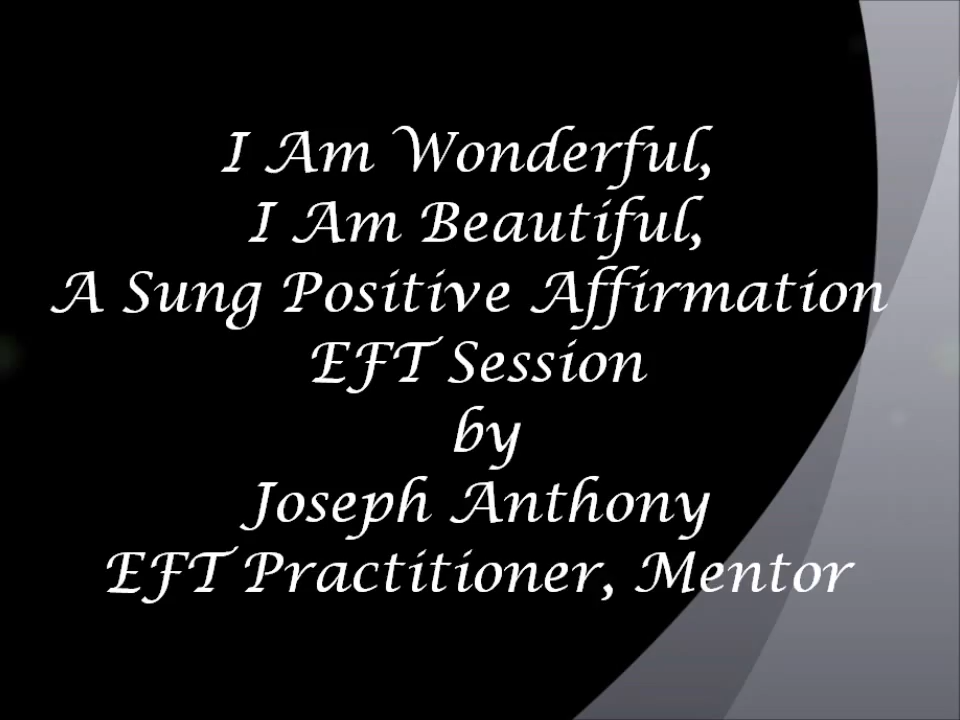 I Am Wonderful,
I Am Beautiful,
A Sung Positive Affirmation
EFT Session
by
Joseph Anthony
EFT Practitioner, Mentor